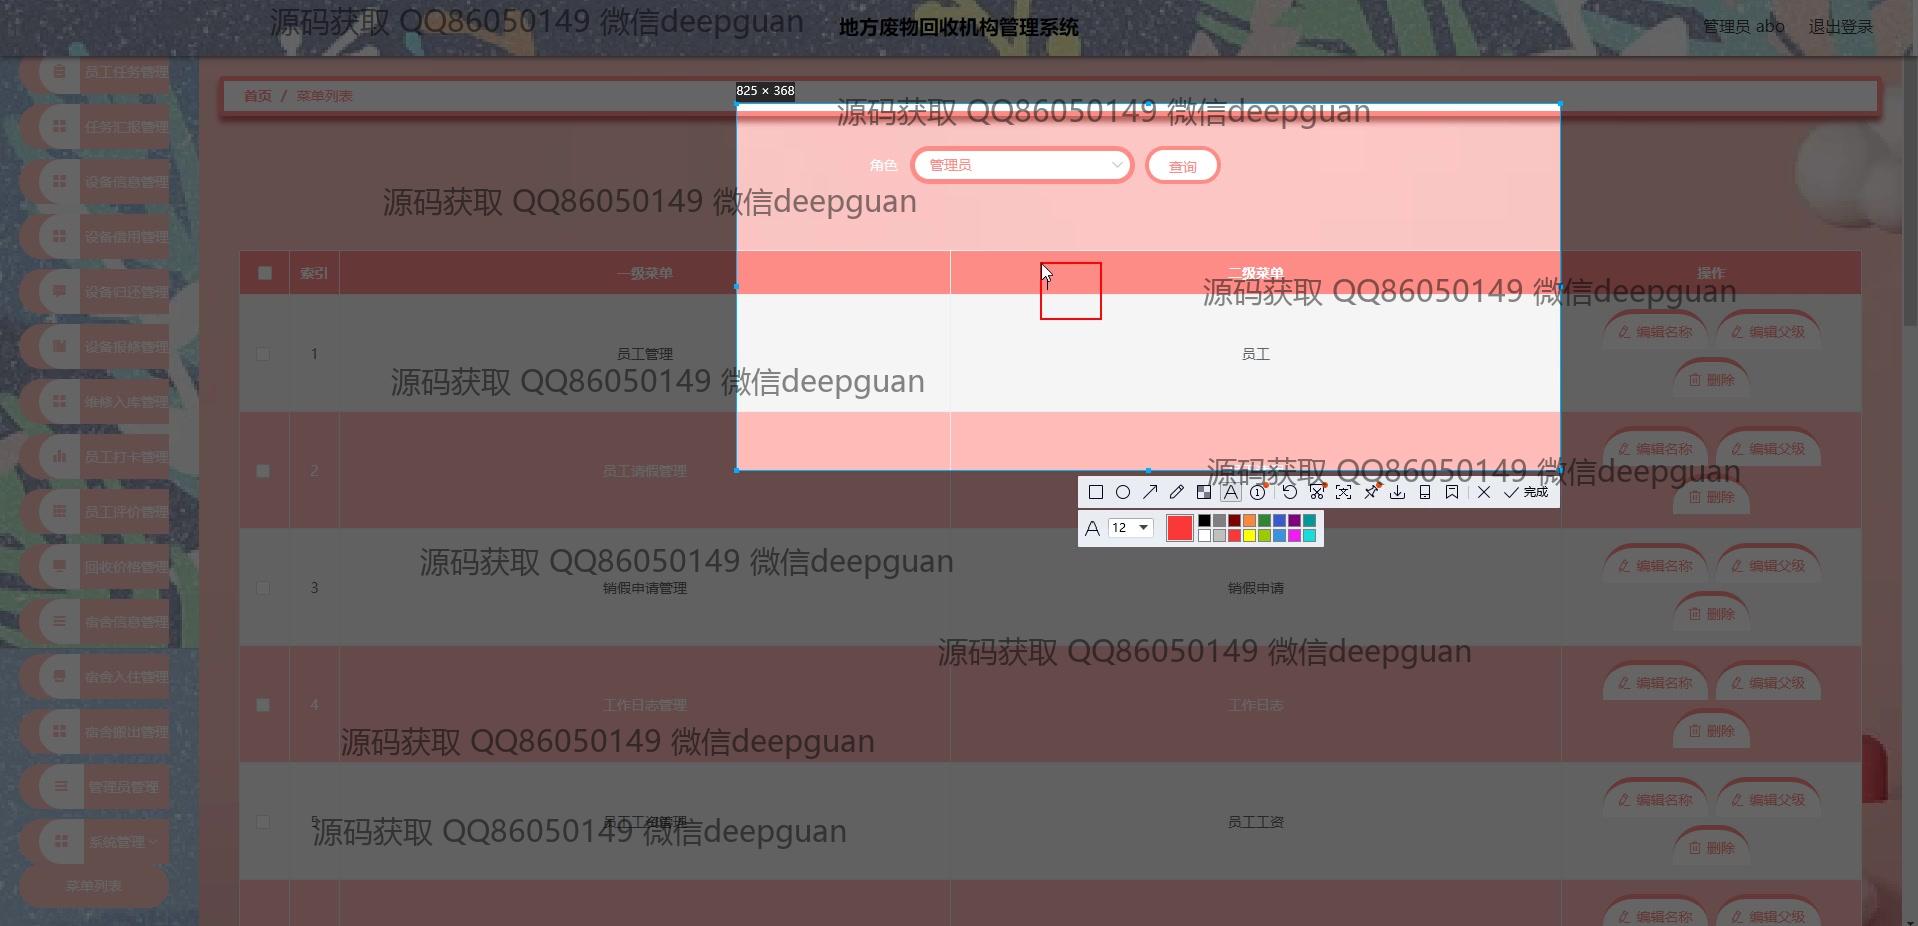 源码获取 QQ86050149 微信deepguan
地方废物回收机构管理系统
管理员 abo
退出登录
员工任务管理
首页 / 菜单列表
825 × 368
源码获取 QQ86050149 微信deepguan
任务汇报管理
角色
管理员
查询
设备信息管理
源码获取 QQ86050149 微信deepguan
设备信用管理
索引
一级菜单
二级菜单
操作
设备归还管理
源码获取 QQ86050149 微信deepguan
编辑名称
编辑父级
设备报修管理
1
员工管理
员工
删除
源码获取 QQ86050149 微信deepguan
维修入库管理
编辑名称
编辑父级
员工打卡管理
2
员工请假管理
源码获取 QQ86050149 微信deepguan
完成
删除
员工评价管理
12
源码获取 QQ86050149 微信deepguan
编辑名称
编辑父级
回收价格管理
3
销假申请管理
销假申请
删除
宿舍信息管理
源码获取 QQ86050149 微信deepguan
宿舍入住管理
编辑名称
编辑父级
4
工作日志管理
工作日志
宿舍搬出管理
删除
源码获取 QQ86050149 微信deepguan
管理员管理
编辑名称
编辑父级
5
员工工资管理
员工工资
源码获取 QQ86050149 微信deepguan
系统管理
删除
菜单列表
编辑名称
编辑父级